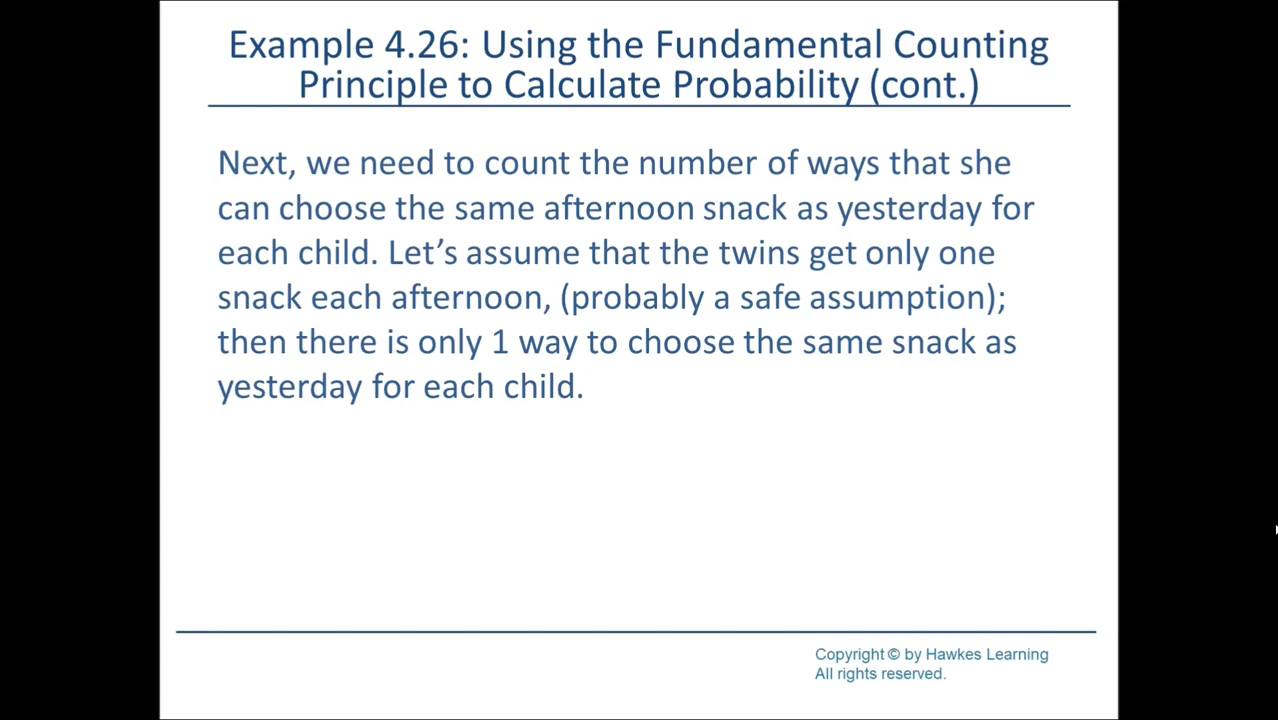 Example 4.26: Using the Fundamental Counting
Principle to Calculate Probability (cont.)
Next, we need to count the number of ways that she
can choose the same afternoon snack as yesterday for
each child. Let’s assume that the twins get only one
snack each afternoon, (probably a safe assumption);
then there is only 1 way to choose the same snack as
yesterday for each child.
Copyright © by Hawkes Learning
All rights reserved.